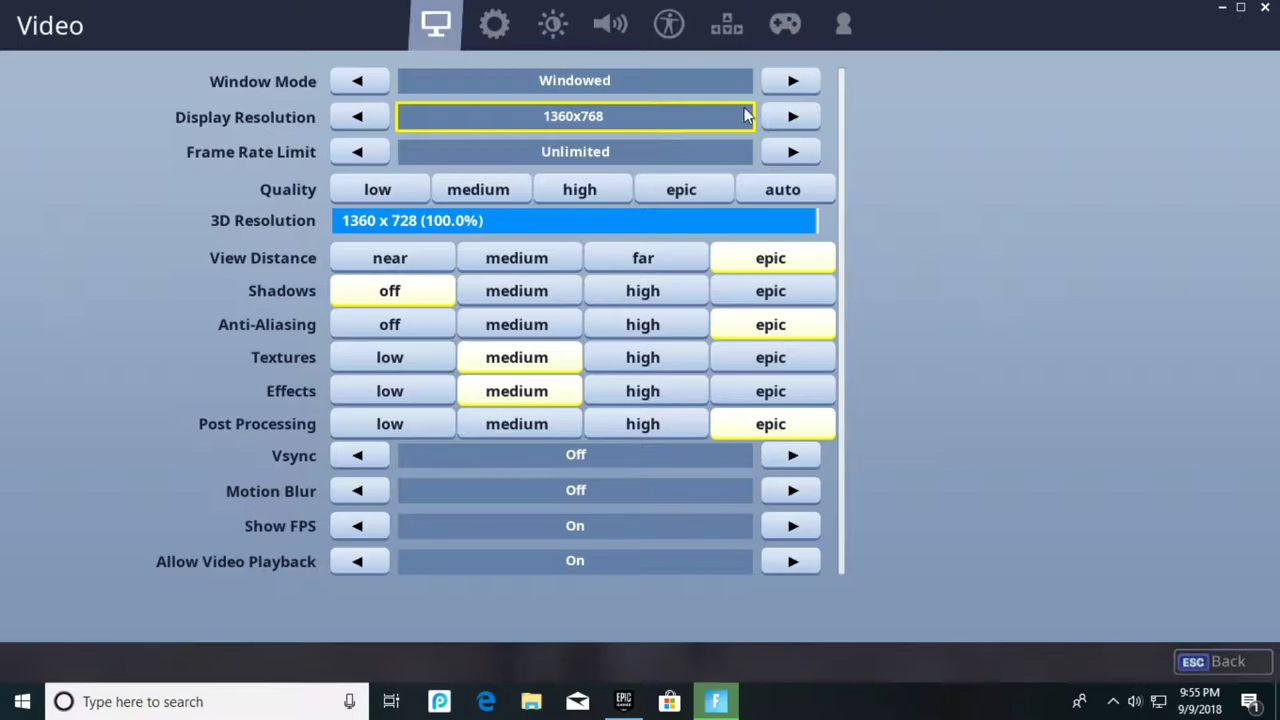 Video
Window Mode Windowed
Display Resolution 1360x768
Frame Rate Limit Unlimited
Quality low medium high epic auto
3D Resolution 1360 x 728 (100.0%)
View Distance near medium far epic
Shadows off medium high epic
Anti-Aliasing off medium high epic
Textures low medium high epic
Effects low medium high epic
Post Processing low medium high epic
Vsync Off
Motion Blur Off
Show FPS On
Allow Video Playback On
ESC Back
Type here to search
EPIC GAMES
F
9:55 PM
9/9/2018
1